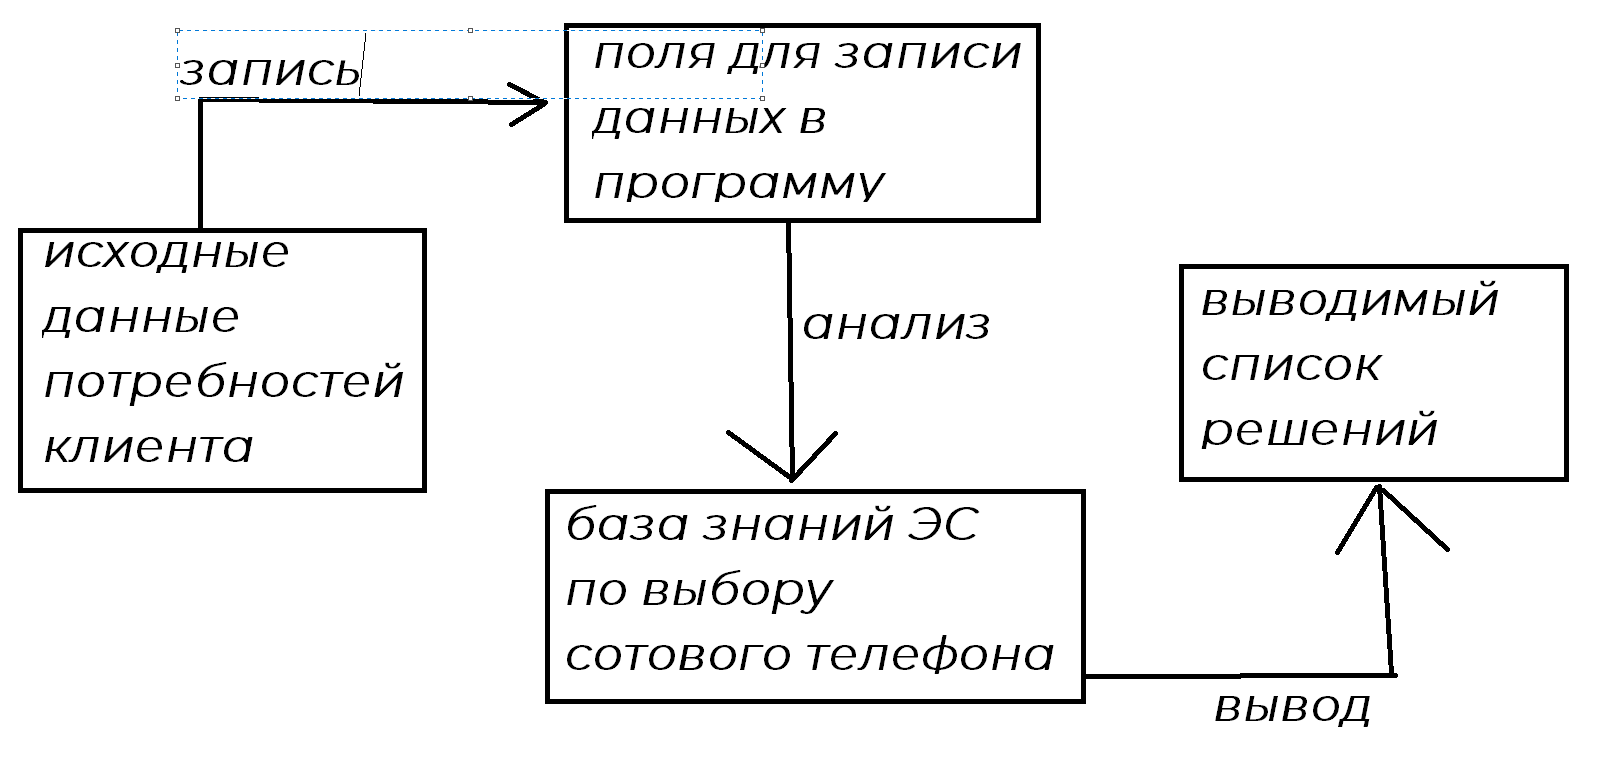 запись
поля для записи
данных в
программу
исходные
данные
потребностей
клиента
анализ
выводимый
список
решений
база знаний ЭС
по выбору
сотового телефона
вывод